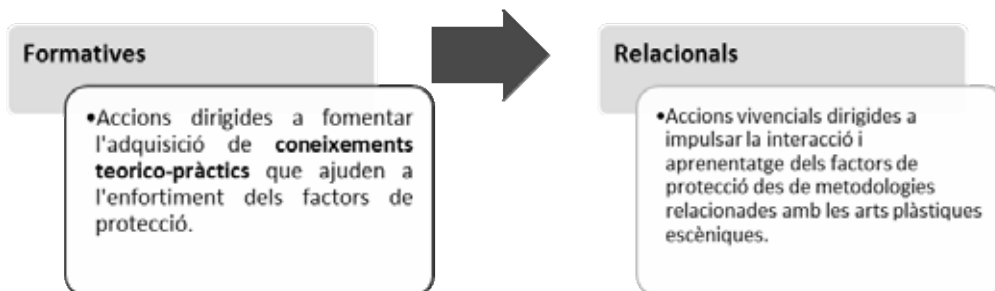 Formatives
•Accions dirigides a fomentar
l'adquisició de coneixements
teorico-pràctics que ajuden a
l'enfortiment dels factors de
protecció.
Relacionals
•Accions vivencials dirigides a
impulsar la interacció i
aprenentatge dels factors de
protecció des de metodologies
relacionades amb les arts plàstiques
escèniques.